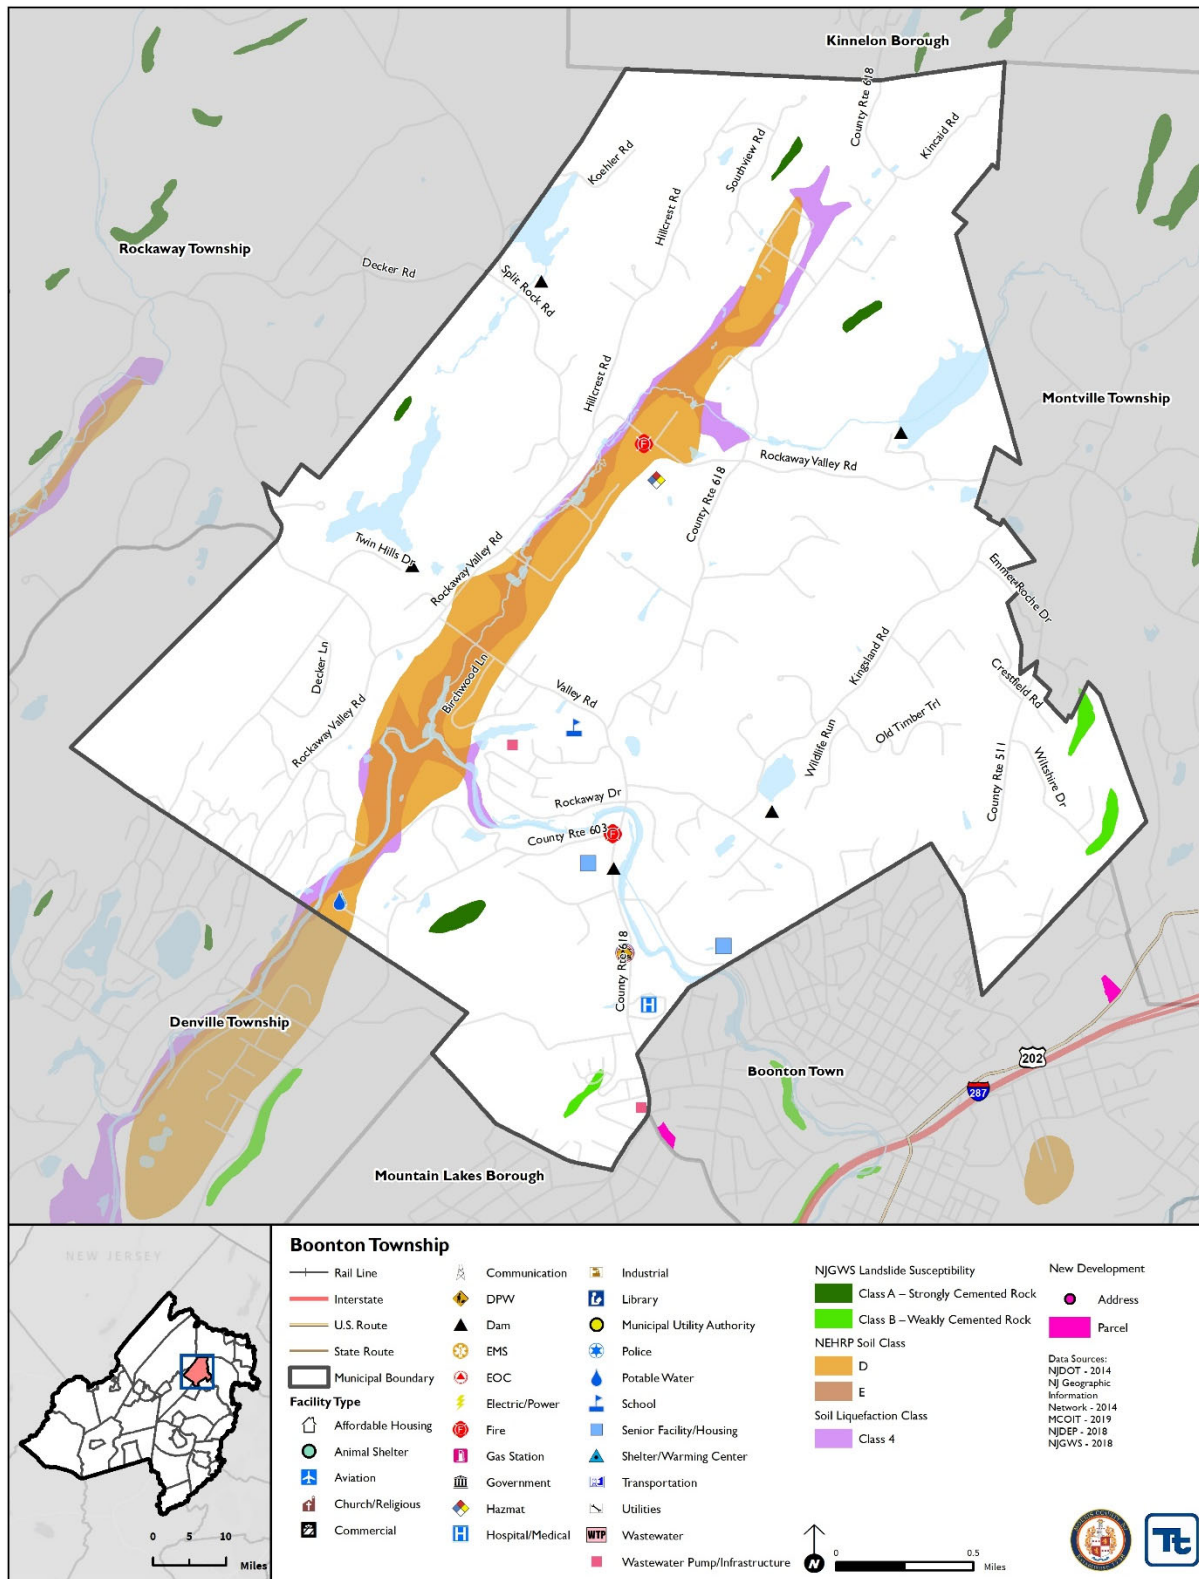 Kinnelon Borough
County Rte 618
Kincaid Rd
Southview Rd
Koehler Rd
Hillcrest Rd
Rockaway Township
Decker Rd
Split Rock Rd
Hillcrest Rd
Montville Township
F
Rockaway Valley Rd
County Rte 618
Twin Hills Dr
Rockaway Valley Rd
Emmer-Roche Dr
Kingsland Rd
Decker Ln
Birchwood Ln
Valley Rd
Crestfield Rd
Rockaway Valley Rd
Old Timber Trl
Wildlife Run
County Rte 511
Wiltshire Dr
Rockaway Dr
County Rte 603
F
County Rte 618
H
Denville Township
202
287
Boonton Town
Mountain Lakes Borough
NEW JERSEY
0 5 10
Miles
Boonton Township
Rail Line
Interstate
U.S. Route
State Route
Municipal Boundary
Facility Type
Affordable Housing
Animal Shelter
Aviation
Church/Religious
Commercial
Communication
DPW
Dam
EMS
EOC
Electric/Power
F Fire
Gas Station
Government
Hazmat
H Hospital/Medical
Industrial
Library
Municipal Utility Authority
Police
Potable Water
School
Senior Facility/Housing
Shelter/Warming Center
Transportation
Utilities
WTP Wastewater
Wastewater Pump/Infrastructure
NJGWS Landslide Susceptibility
Class A – Strongly Cemented Rock
Class B – Weakly Cemented Rock
NEHRP Soil Class
D
E
Soil Liquefaction Class
Class 4
New Development
Address
Parcel
Data Sources:
NJDOT - 2014
NJ Geographic
Information
Network - 2014
MCOIT - 2019
NJDEP - 2018
NJGWS - 2018
N
0 0.5
Miles
Tt